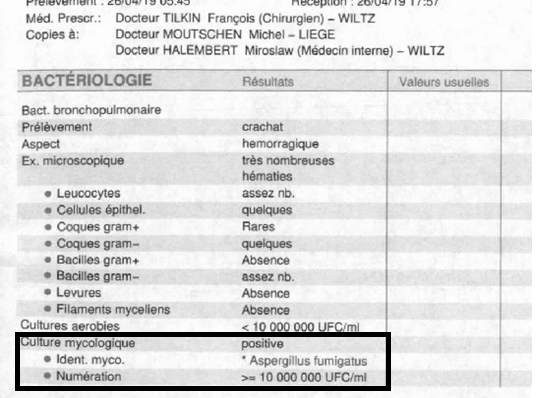 Prélèvement : 26/04/19 05:45 Réception : 26/04/19 17:57
Méd. Prescr.: Docteur TILKIN François (Chirurgien) – WILTZ
Copies à: Docteur MOUTSCHEN Michel – LIEGE
Docteur HALEMBERT Miroslaw (Médecin interne) – WILTZ
BACTÉRIOLOGIE Résultats Valeurs usuelles
Bact. bronchopulmonaire
Prélèvement crachat
Aspect hemorragique
Ex. microscopique très nombreuses
hématies
Leucocytes assez nb.
Cellules épithel. quelques
Coques gram+ Rares
Coques gram− quelques
Bacilles gram+ Absence
Bacilles gram− assez nb.
Levures Absence
Filaments myceliens Absence
Cultures aerobies < 10 000 000 UFC/ml
Culture mycologique positive
Ident. myco. * Aspergillus fumigatus
Numération >= 10 000 000 UFC/ml